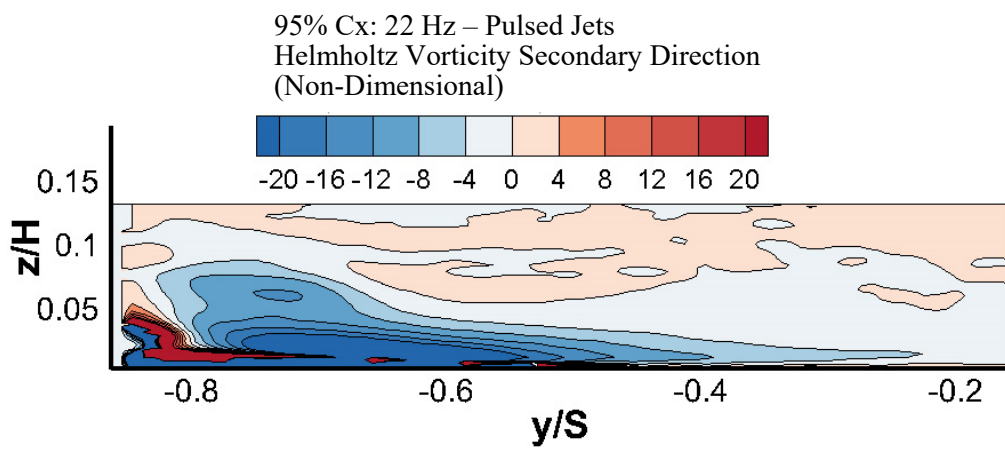 95% Cx: 22 Hz – Pulsed Jets
Helmholtz Vorticity Secondary Direction
(Non-Dimensional)
-20 -16 -12 -8 -4 0 4 8 12 16 20
0.15
0.1
0.05
z/H
-0.8 -0.6 -0.4 -0.2
y/S